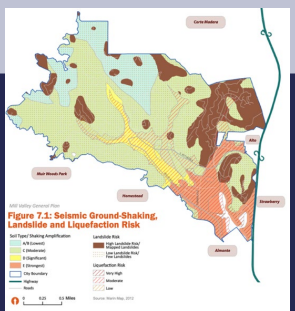 Corte Madera
Alto
Muir Woods Park
Homestead
Strawberry
Almonte
Mill Valley General Plan
Figure 7.1: Seismic Ground-Shaking,
Landslide and Liquefaction Risk
Soil Type/ Shaking Amplification
A/B (Lowest)
C (Moderate)
D (Significant)
E (Strongest)
City Boundary
Highway
Roads
Landslide Risk
High Landslide Risk/
Mapped Landslides
Low Landslide Risk/
Few Landslides
Liquefaction Risk
Very High
Moderate
Low
0 0.25 0.5 Miles
Source: Marin Map, 2012